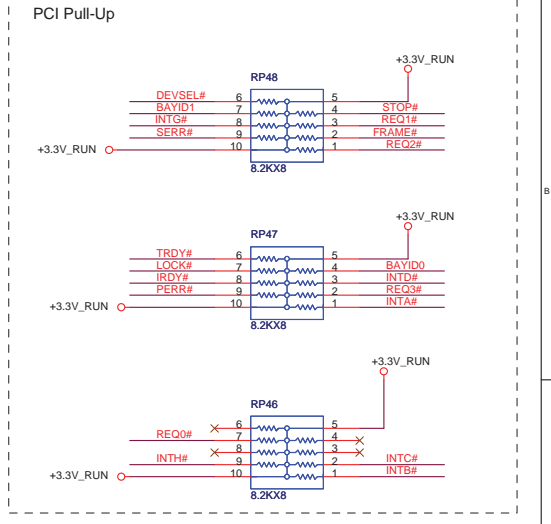 PCI Pull-Up
+3.3V_RUN
RP48
DEVSEL# 6 5
BAYID1 7 4 STOP#
INTG# 8 3 REQ1#
SERR# 9 2 FRAME#
+3.3V_RUN 10 1 REQ2#
8.2KX8
B
+3.3V_RUN
RP47
TRDY# 6 5
LOCK# 7 4 BAYID0
IRDY# 8 3 INTD#
PERR# 9 2 REQ3#
+3.3V_RUN 10 1 INTA#
8.2KX8
+3.3V_RUN
RP46
6 5
REQ0# 7 4
8 3
INTH# 9 2 INTC#
+3.3V_RUN 10 1 INTB#
8.2KX8